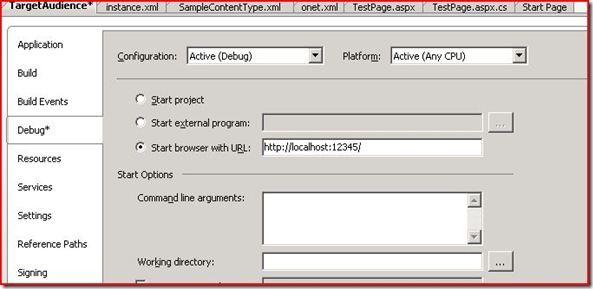 TargetAudience* instance.xml SampleContentType.xml onet.xml TestPage.aspx TestPage.aspx.cs Start Page
Application
Configuration: Active (Debug) Platform: Active (Any CPU)
Build
Build Events
Start project
Start external program: ...
Debug*
Start browser with URL: http://localhost:12345/
Resources
Start Options
Services
Command line arguments:
Settings
Reference Paths
Working directory: ...
Signing